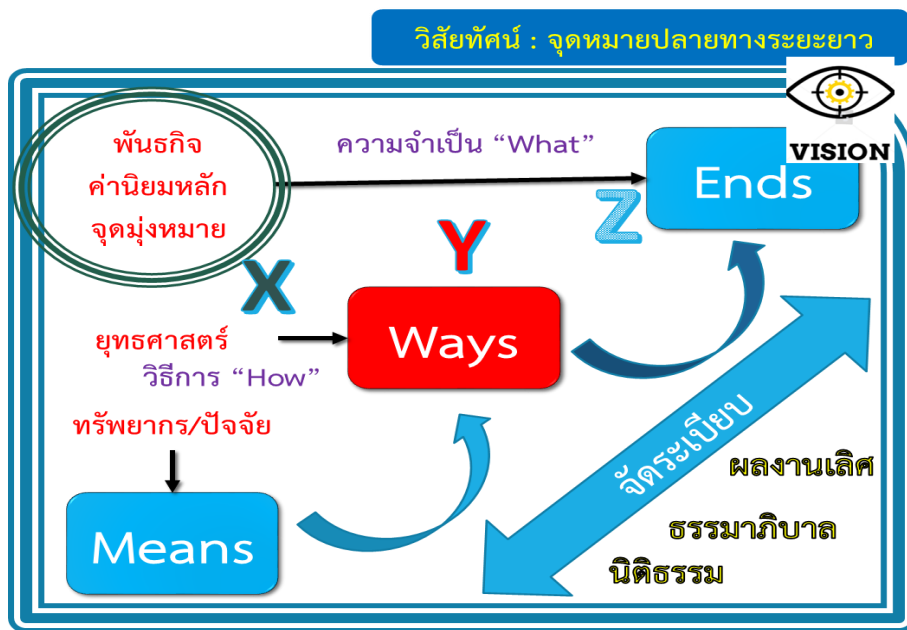 วิสัยทัศน์ : จุดหมายปลายทางระยะยาว
VISION
พันธกิจ
ค่านิยมหลัก
จุดมุ่งหมาย
ความจำเป็น “What”
Ends
X
Y
Z
ยุทธศาสตร์
วิธีการ “How”
Ways
ทรัพยากร/ปัจจัย
Means
จัดระเบียบ
ผลงานเลิศ
ธรรมาภิบาล
นิติธรรม